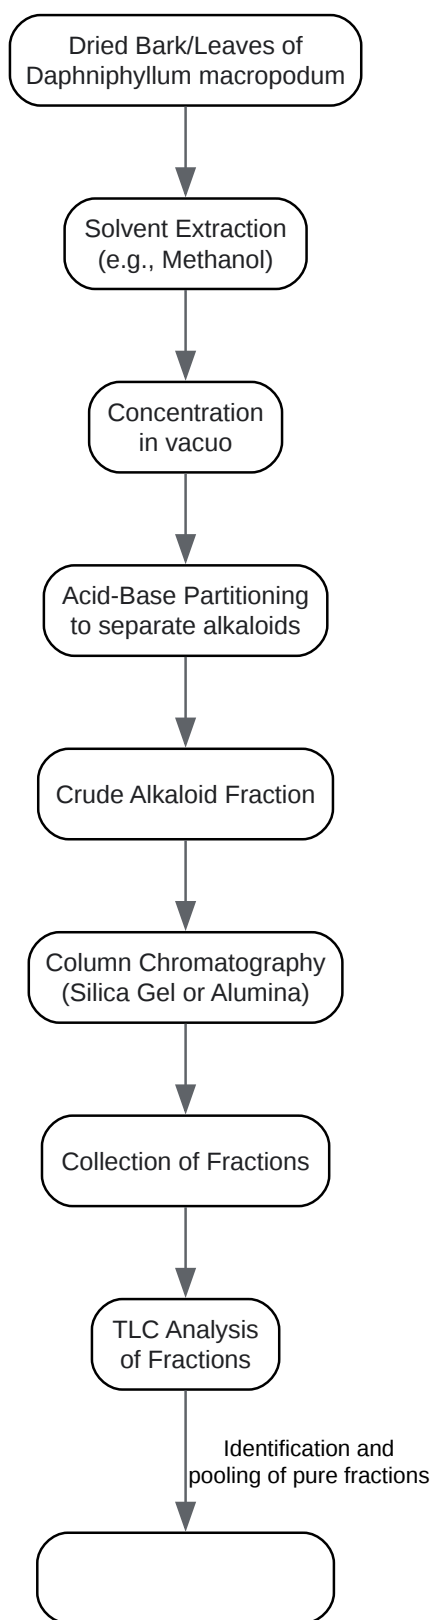 Dried Bark/Leaves of
Daphniphyllum macropodum
Solvent Extraction
(e.g., Methanol)
Concentration
in vacuo
Acid-Base Partitioning
to separate alkaloids
Crude Alkaloid Fraction
Column Chromatography
(Silica Gel or Alumina)
Collection of Fractions
TLC Analysis
of Fractions
Identification and
pooling of pure fractions